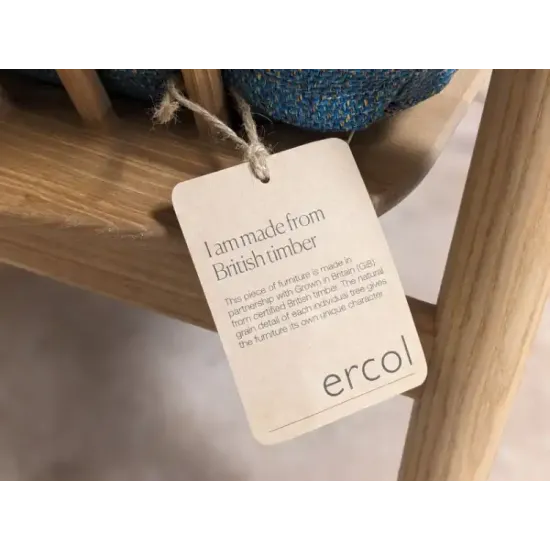 I am made from
British timber
This piece of furniture is made in
partnership with Grown in Britain (GiB)
from certified British timber. The natural
grain detail of each individual tree gives
the furniture its own unique character
ercol